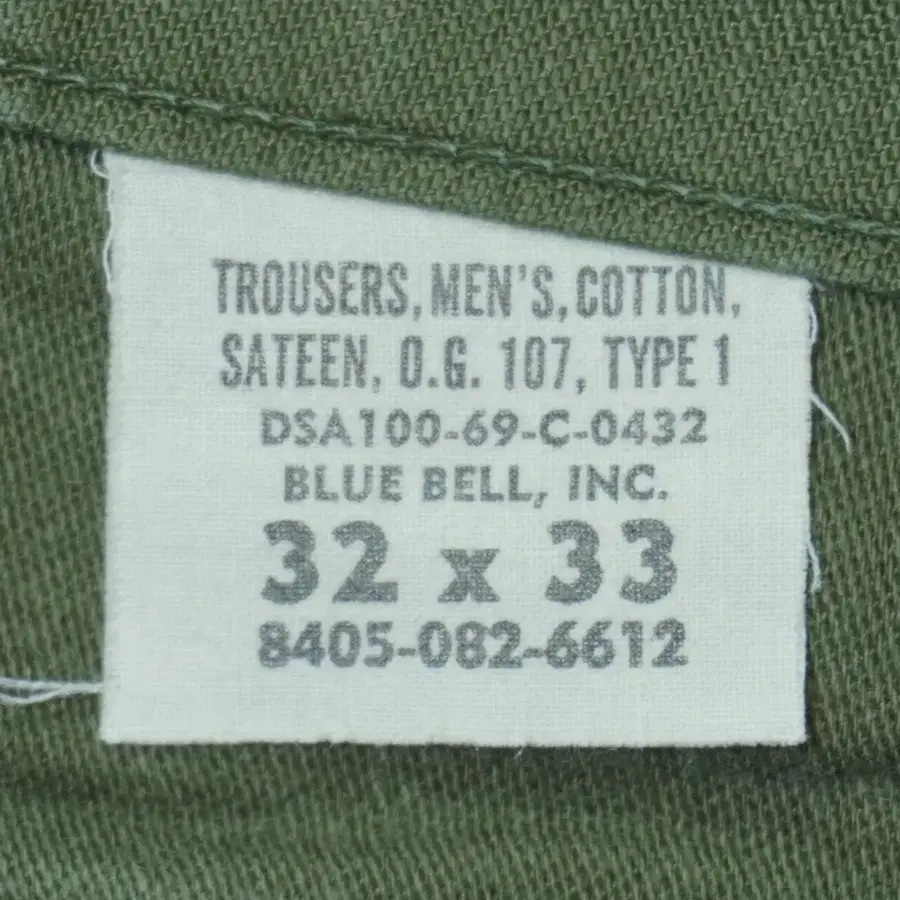 TROUSERS, MEN'S, COTTON,
SATEEN, O.G. 107, TYPE 1
DSA100-69-C-0432
BLUE BELL, INC.
32 x 33
8405-082-6612